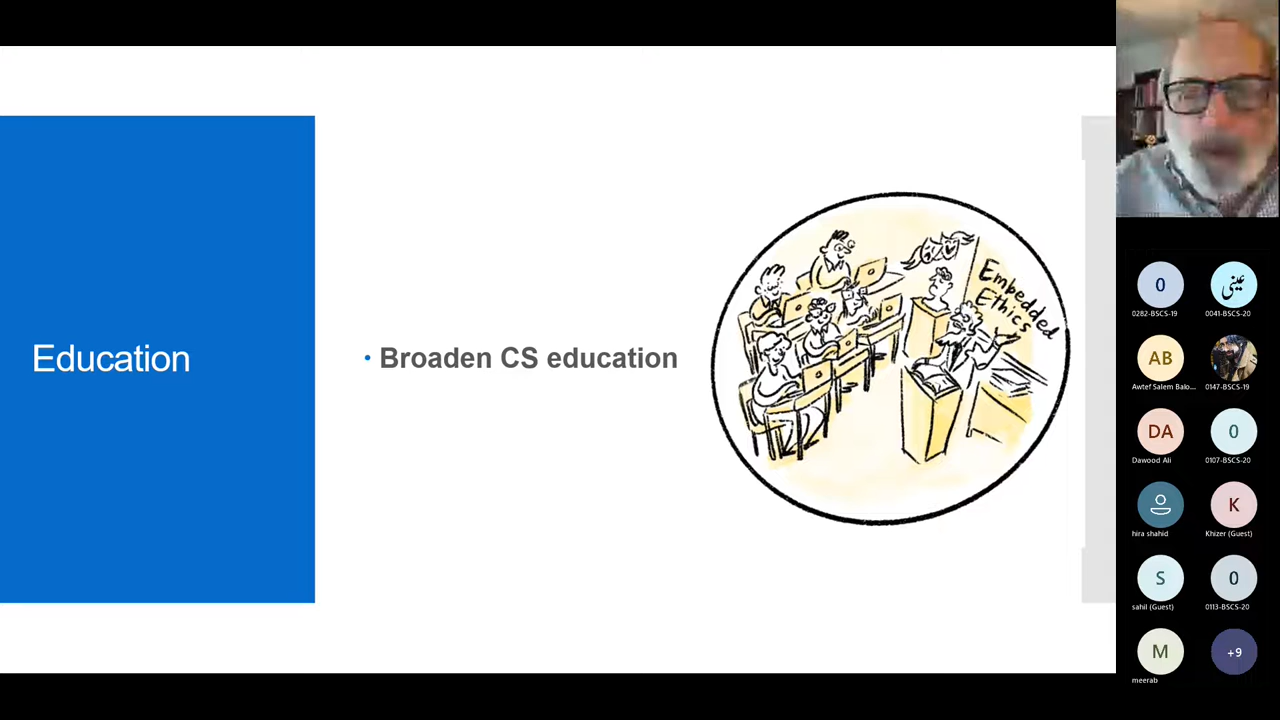 Education
• Broaden CS education
Embedded
Ethics
0
0282-BSCS-19
عینی
0041-BSCS-20
AB
Awtef Salem Balo...
0147-BSCS-19
DA
Dawood Ali
0
0107-BSCS-20
hira shahid
K
Khizer (Guest)
S
sahil (Guest)
0
0113-BSCS-20
M
meerab
+9